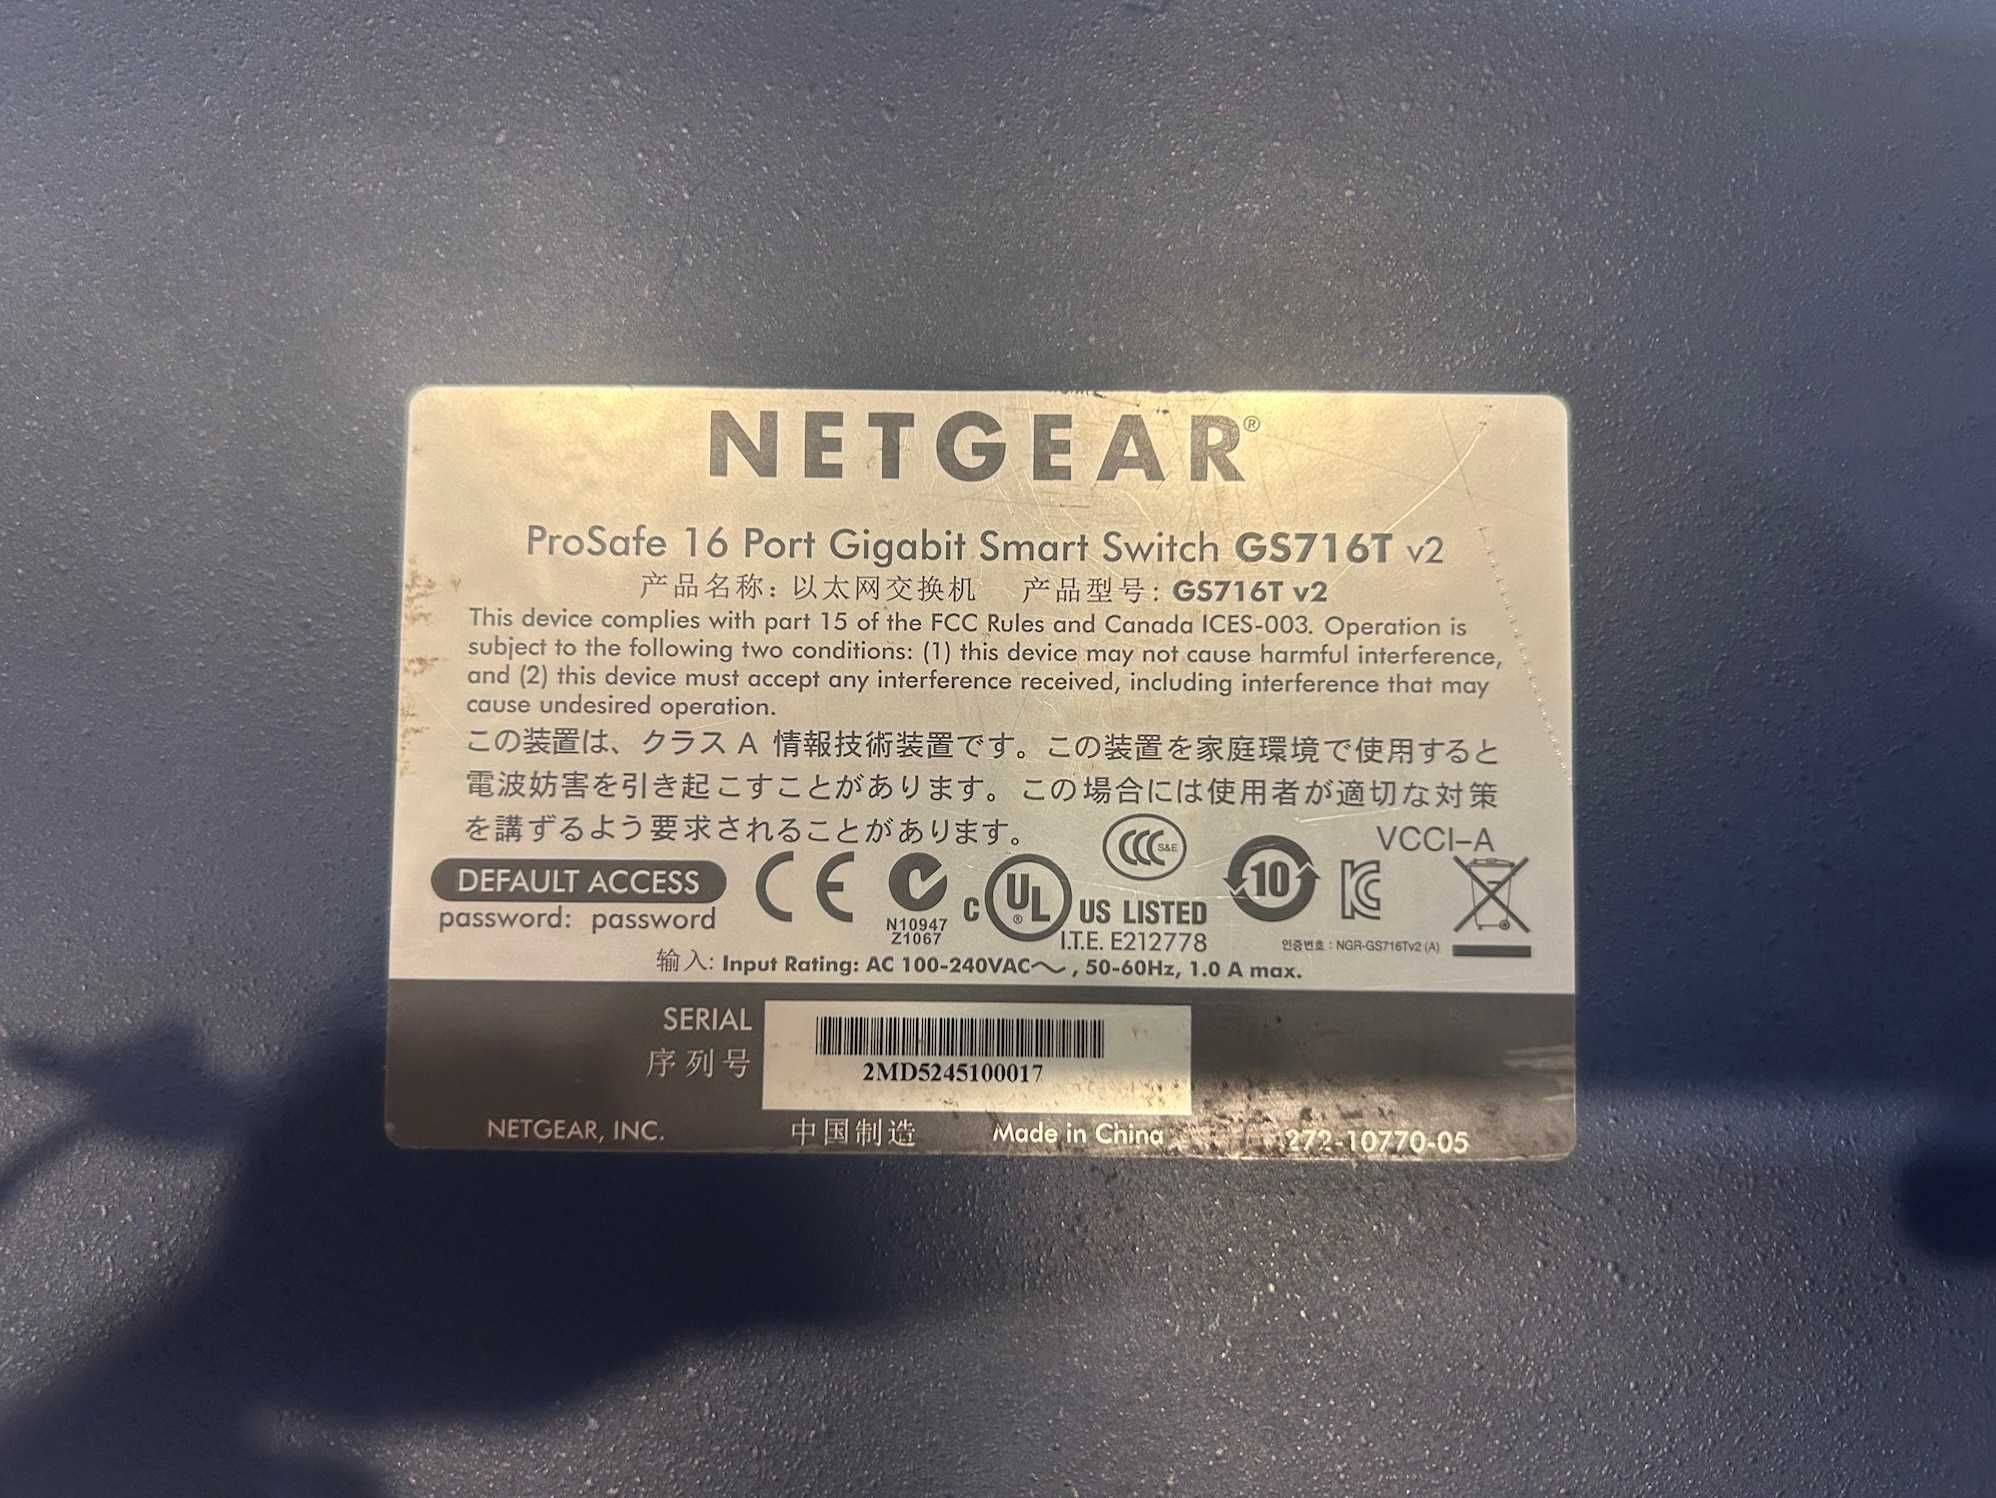 NETGEAR®
ProSafe 16 Port Gigabit Smart Switch GS716T v2
产品名称: 以太网交换机 产品型号: GS716T v2
This device complies with part 15 of the FCC Rules and Canada ICES-003. Operation is
subject to the following two conditions: (1) this device may not cause harmful interference,
and (2) this device must accept any interference received, including interference that may
cause undesired operation.
この装置は、クラス A 情報技術装置です。この装置を家庭環境で使用すると
電波妨害を引き起こすことがあります。この場合には使用者が適切な対策
を講ずるよう要求されることがあります。
VCCI-A
DEFAULT ACCESS
password: password
CE
N10947
Z1067
C UL® US LISTED
I.T.E. E212778
CCC S&E
10
KC
인증번호 : NGR-GS716Tv2 (A)
输入: Input Rating: AC 100-240VAC～, 50-60Hz, 1.0 A max.
SERIAL
序列号
2MD5245100017
NETGEAR, INC. 中国制造 Made in China 272-10770-05